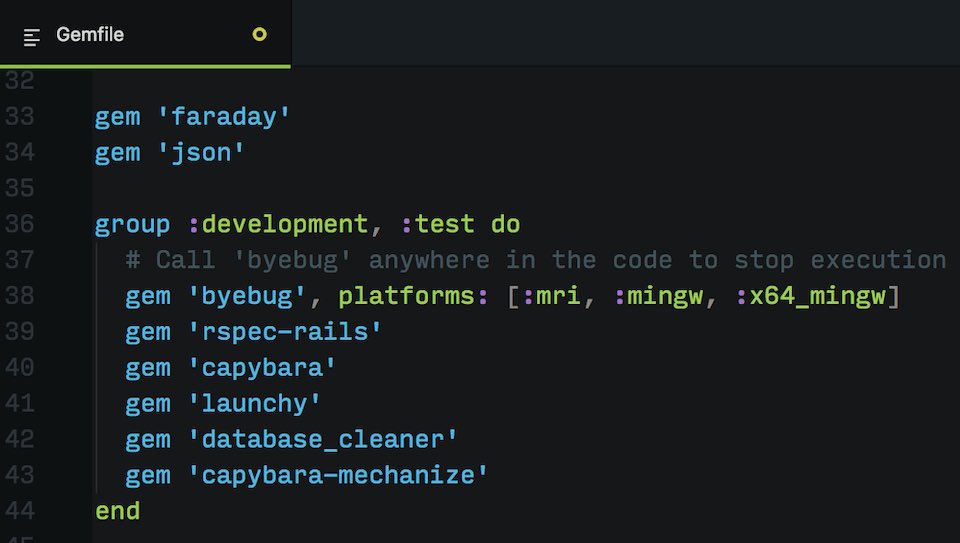 Gemfile
32
33 gem 'faraday'
34 gem 'json'
35
36 group :development, :test do
37 # Call 'byebug' anywhere in the code to stop execution
38 gem 'byebug', platforms: [:mri, :mingw, :x64_mingw]
39 gem 'rspec-rails'
40 gem 'capybara'
41 gem 'launchy'
42 gem 'database_cleaner'
43 gem 'capybara-mechanize'
44 end
45